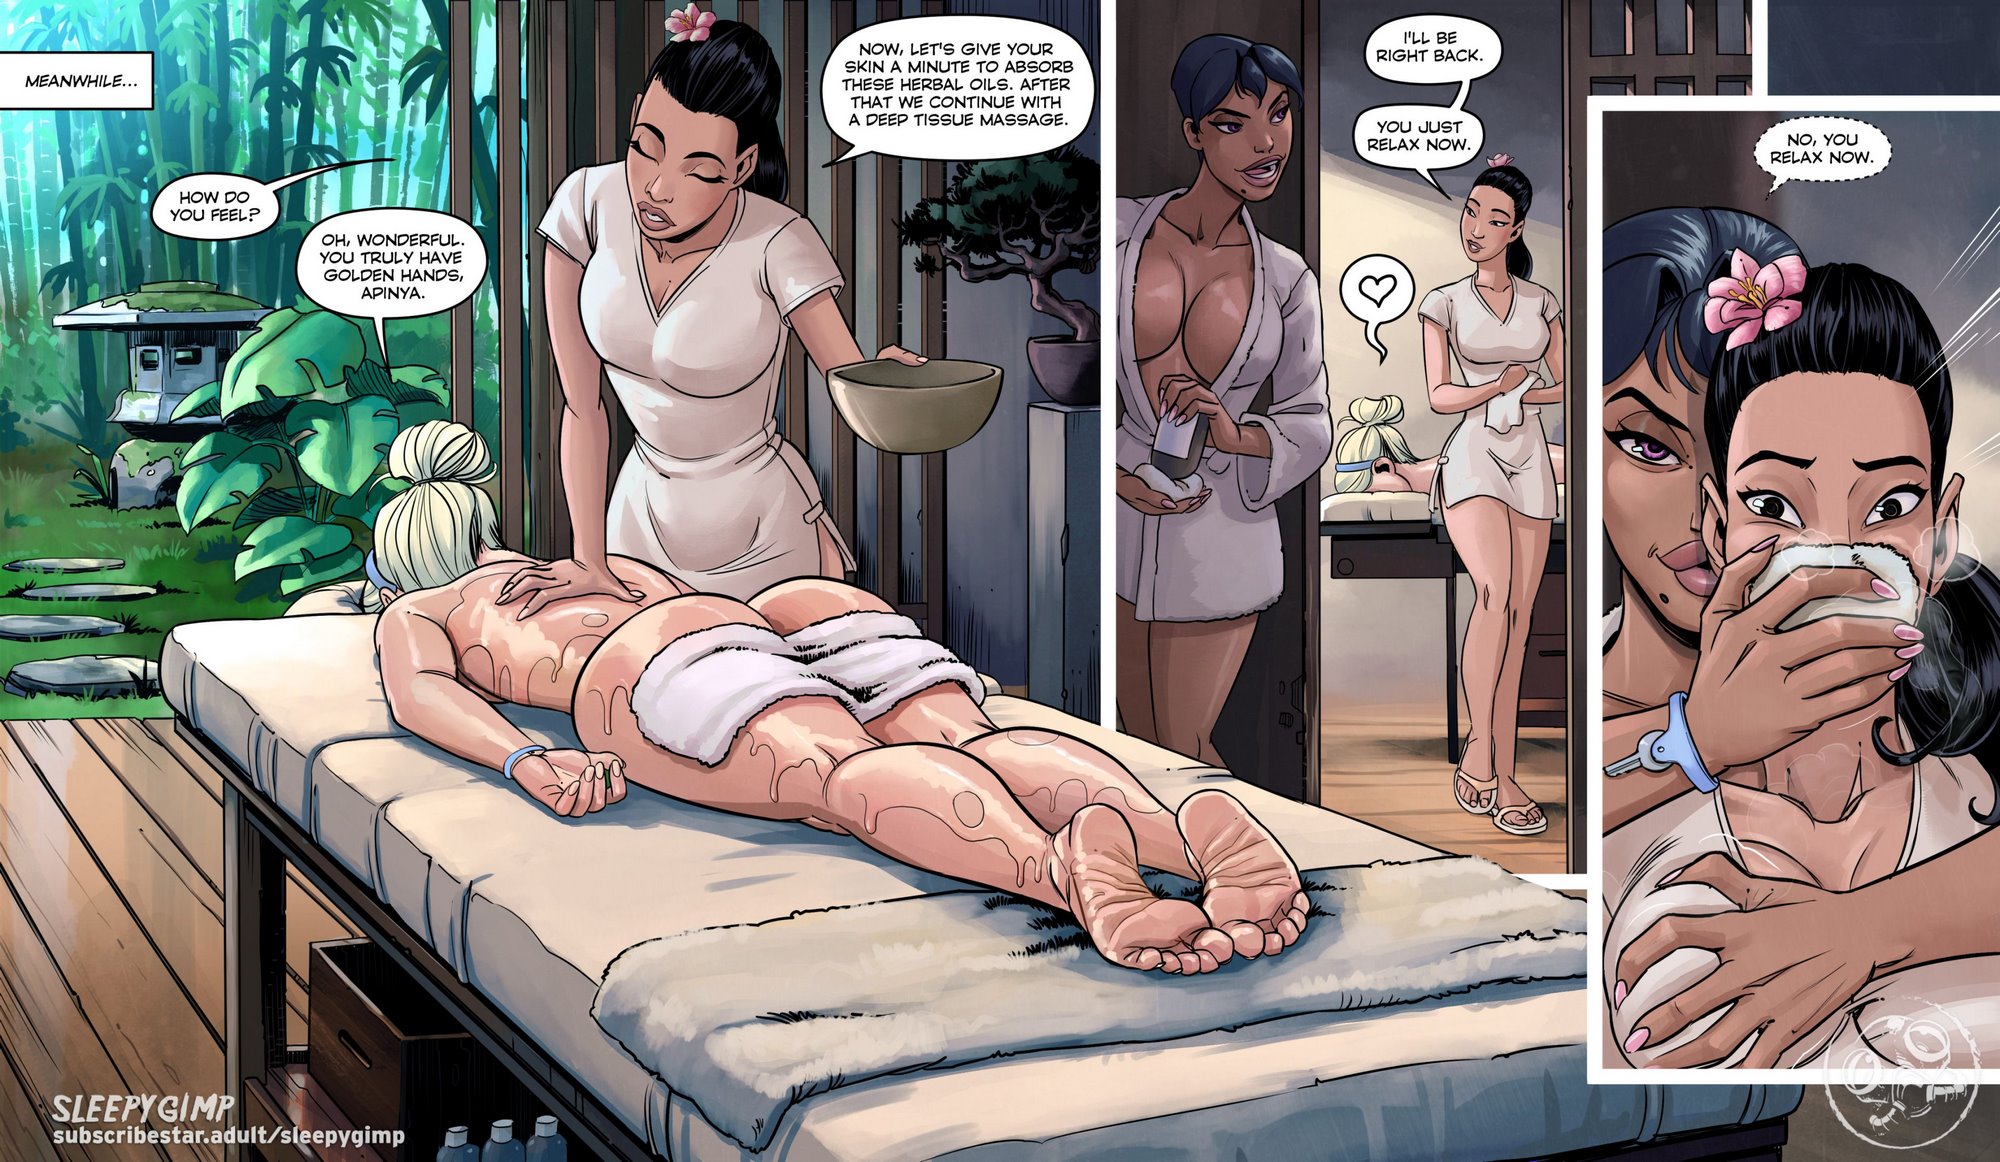 MEANWHILE...
HOW DO
YOU FEEL?
OH, WONDERFUL.
YOU TRULY HAVE
GOLDEN HANDS,
APINYA.
NOW, LET'S GIVE YOUR
SKIN A MINUTE TO ABSORB
THESE HERBAL OILS. AFTER
THAT WE CONTINUE WITH
A DEEP TISSUE MASSAGE.
I'LL BE
RIGHT BACK.
YOU JUST
RELAX NOW.
NO, YOU
RELAX NOW.
SLEEPYGIMP
subscribestar.adult/sleepygimp